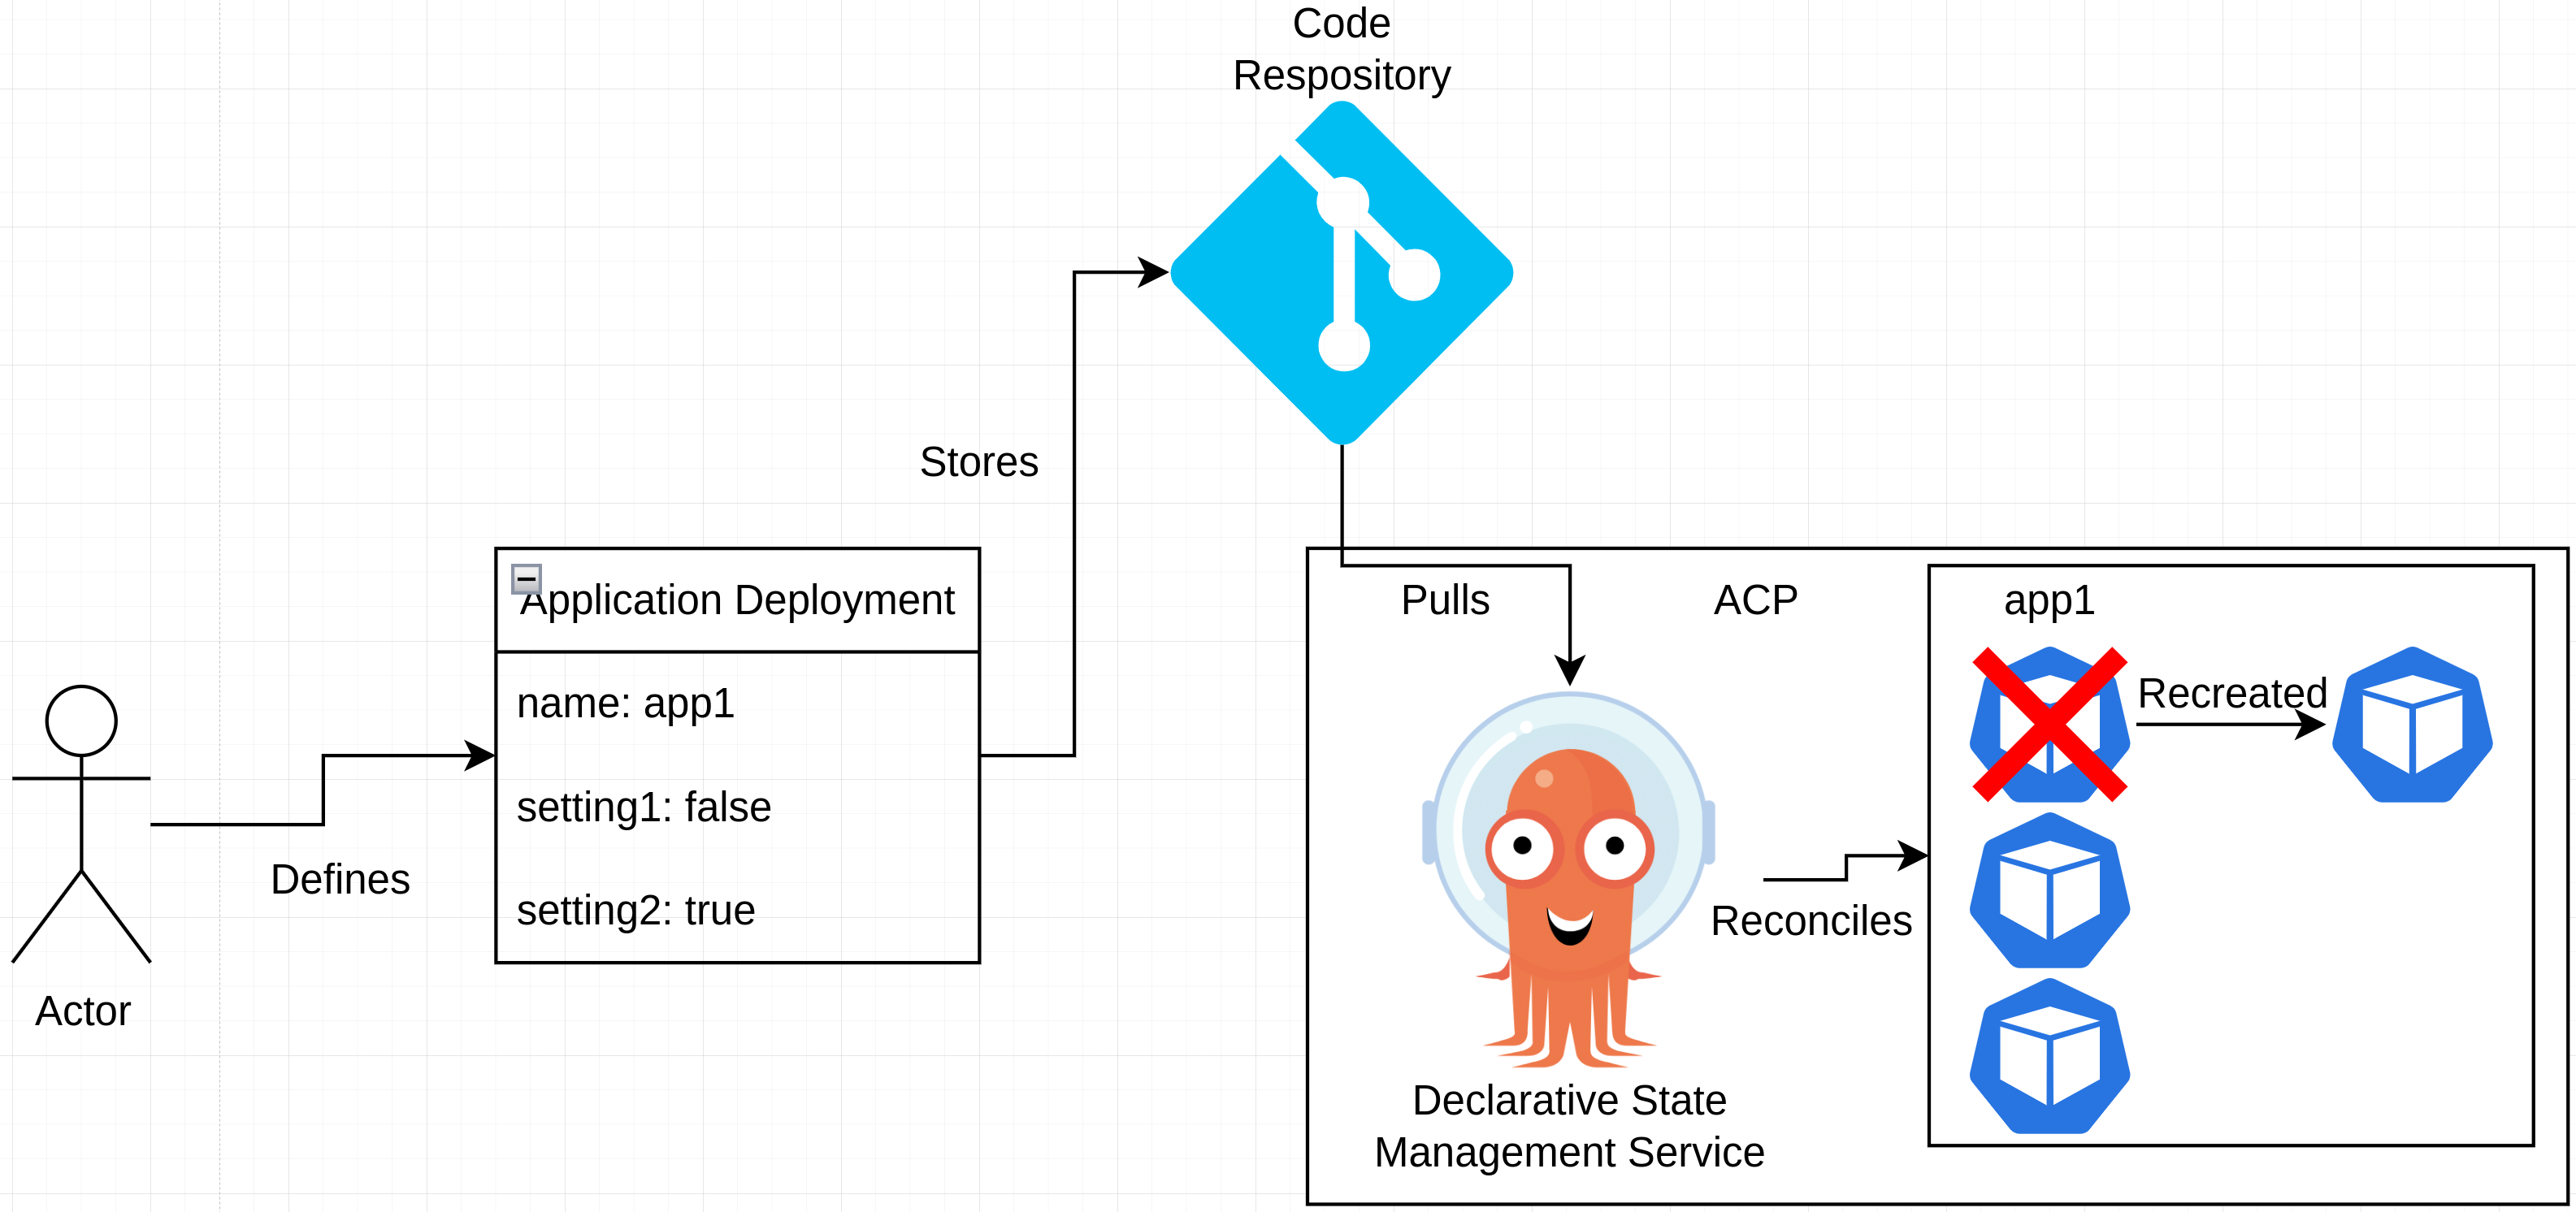 Code
Respository
Stores
Application Deployment
name: app1
setting1: false
setting2: true
Defines
Actor
Pulls
ACP
app1
Recreated
Reconciles
Declarative State
Management Service